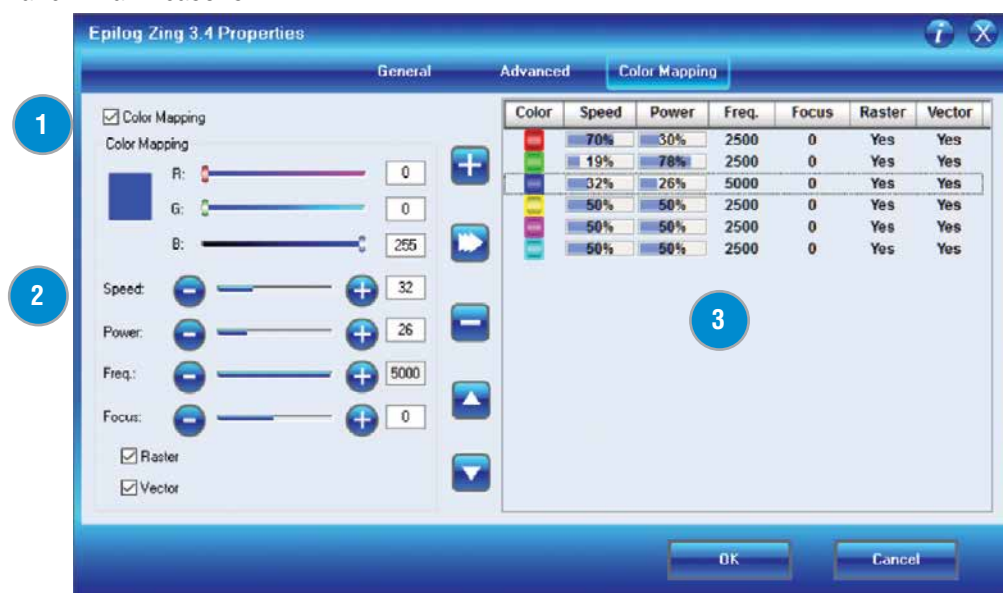 Epilog Zing 3.4 Properties
i X
General Advanced Color Mapping
1
Color Mapping
Color Mapping
R: 0
G: 0
B: 255
2
Speed: 32
Power: 26
Freq.: 5000
Focus: 0
Raster
Vector
Color Speed Power Freq. Focus Raster Vector
70% 30% 2500 0 Yes Yes
19% 78% 2500 0 Yes Yes
32% 26% 5000 0 Yes Yes
50% 50% 2500 0 Yes Yes
50% 50% 2500 0 Yes Yes
50% 50% 2500 0 Yes Yes
3
OK Cancel